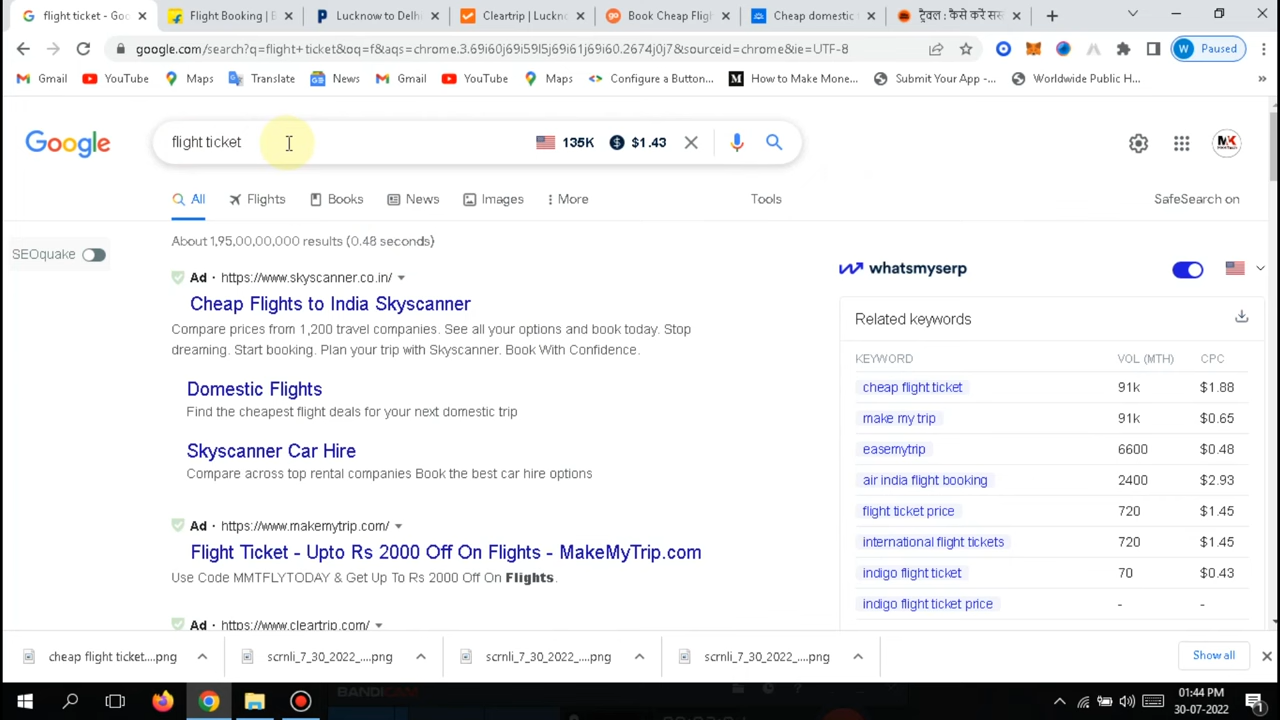 flight ticket - Goo
Flight Booking | B
Lucknow to Delh
Cleartrip | Luckno
Book Cheap Fligh
Cheap domestic
ट्रैवल : कैसे करें सस्त
google.com/search?q=flight+ticket&oq=f&aqs=chrome.3.69i60j69i59l5j69i61j69i60.2674j0j7&sourceid=chrome&ie=UTF-8
W Paused
Gmail
YouTube
Maps
Translate
News
Gmail
YouTube
Maps
Configure a Button...
How to Make Mone...
Submit Your App -...
Worldwide Public H...
Google
flight ticket
135K
$1.43
MK
All
Flights
Books
News
Images
More
Tools
SafeSearch on
About 1,95,00,00,000 results (0.48 seconds)
SEOquake
Ad · https://www.skyscanner.co.in/
Cheap Flights to India Skyscanner
Compare prices from 1,200 travel companies. See all your options and book today. Stop
dreaming. Start booking. Plan your trip with Skyscanner. Book With Confidence.
Domestic Flights
Find the cheapest flight deals for your next domestic trip
Skyscanner Car Hire
Compare across top rental companies Book the best car hire options
Ad · https://www.makemytrip.com/
Flight Ticket - Upto Rs 2000 Off On Flights - MakeMyTrip.com
Use Code MMTFLYTODAY & Get Up To Rs 2000 Off On Flights.
Ad · https://www.cleartrip.com/
whatsmyserp
Related keywords
KEYWORD VOL (MTH) CPC
cheap flight ticket 91k $1.88
make my trip 91k $0.65
easemytrip 6600 $0.48
air india flight booking 2400 $2.93
flight ticket price 720 $1.45
international flight tickets 720 $1.45
indigo flight ticket 70 $0.43
indigo flight ticket price - -
cheap flight ticket....png
scrnli_7_30_2022_....png
scrnli_7_30_2022_....png
scrnli_7_30_2022_....png
Show all
BANDICAM
01:44 PM
30-07-2022
1